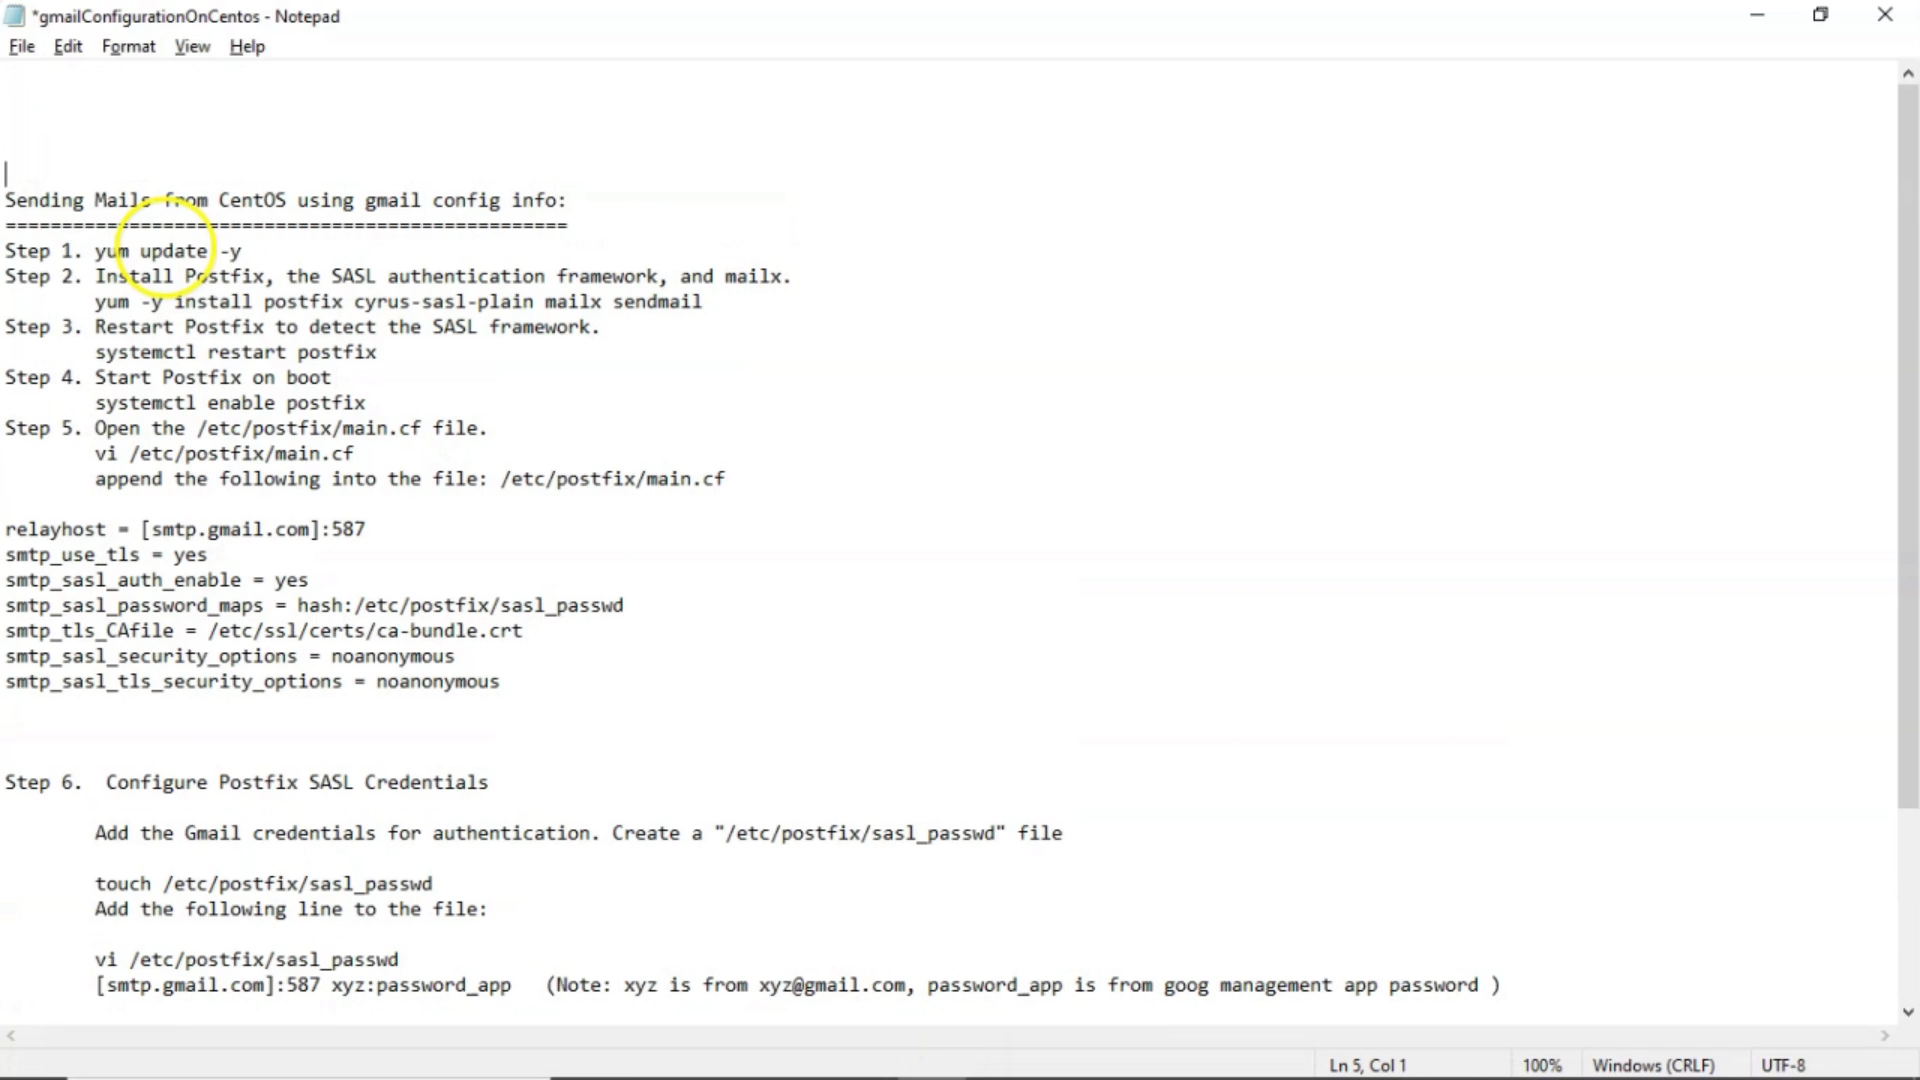 *gmailConfigurationOnCentos - Notepad
File Edit Format View Help
Sending Mails from CentOS using gmail config info:
==================================================
Step 1. yum update -y
Step 2. Install Postfix, the SASL authentication framework, and mailx.
yum -y install postfix cyrus-sasl-plain mailx sendmail
Step 3. Restart Postfix to detect the SASL framework.
systemctl restart postfix
Step 4. Start Postfix on boot
systemctl enable postfix
Step 5. Open the /etc/postfix/main.cf file.
vi /etc/postfix/main.cf
append the following into the file: /etc/postfix/main.cf
relayhost = [smtp.gmail.com]:587
smtp_use_tls = yes
smtp_sasl_auth_enable = yes
smtp_sasl_password_maps = hash:/etc/postfix/sasl_passwd
smtp_tls_CAfile = /etc/ssl/certs/ca-bundle.crt
smtp_sasl_security_options = noanonymous
smtp_sasl_tls_security_options = noanonymous
Step 6.  Configure Postfix SASL Credentials
Add the Gmail credentials for authentication. Create a "/etc/postfix/sasl_passwd" file
touch /etc/postfix/sasl_passwd
Add the following line to the file:
vi /etc/postfix/sasl_passwd
[smtp.gmail.com]:587 xyz:password_app   (Note: xyz is from xyz@gmail.com, password_app is from goog management app password )
Ln 5, Col 1 100% Windows (CRLF) UTF-8